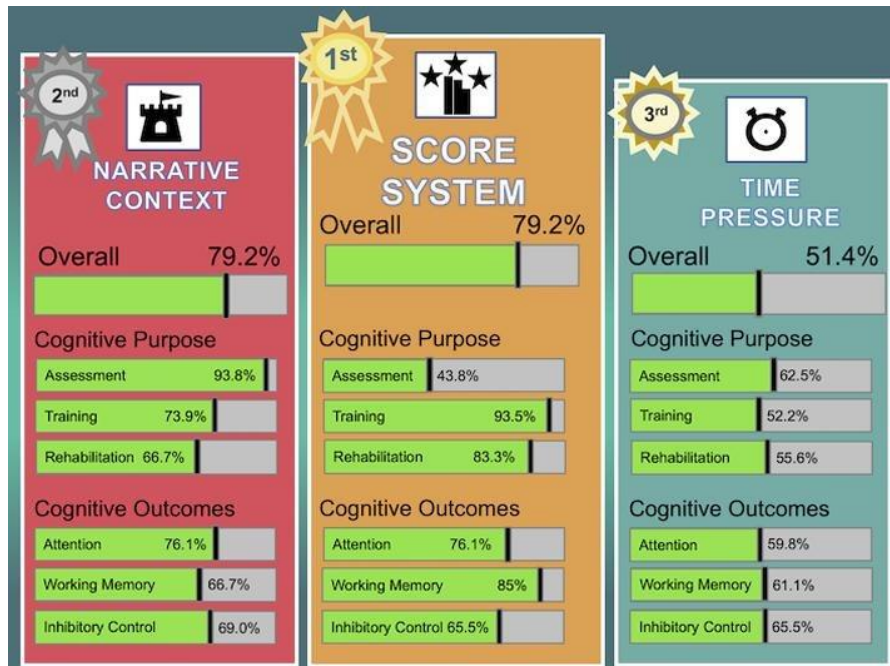 2nd
NARRATIVE
CONTEXT
Overall 79.2%
Cognitive Purpose
Assessment 93.8%
Training 73.9%
Rehabilitation 66.7%
Cognitive Outcomes
Attention 76.1%
Working Memory 66.7%
Inhibitory Control 69.0%
1st
SCORE
SYSTEM
Overall 79.2%
Cognitive Purpose
Assessment 43.8%
Training 93.5%
Rehabilitation 83.3%
Cognitive Outcomes
Attention 76.1%
Working Memory 85%
Inhibitory Control 65.5%
3rd
TIME
PRESSURE
Overall 51.4%
Cognitive Purpose
Assessment 62.5%
Training 52.2%
Rehabilitation 55.6%
Cognitive Outcomes
Attention 59.8%
Working Memory 61.1%
Inhibitory Control 65.5%